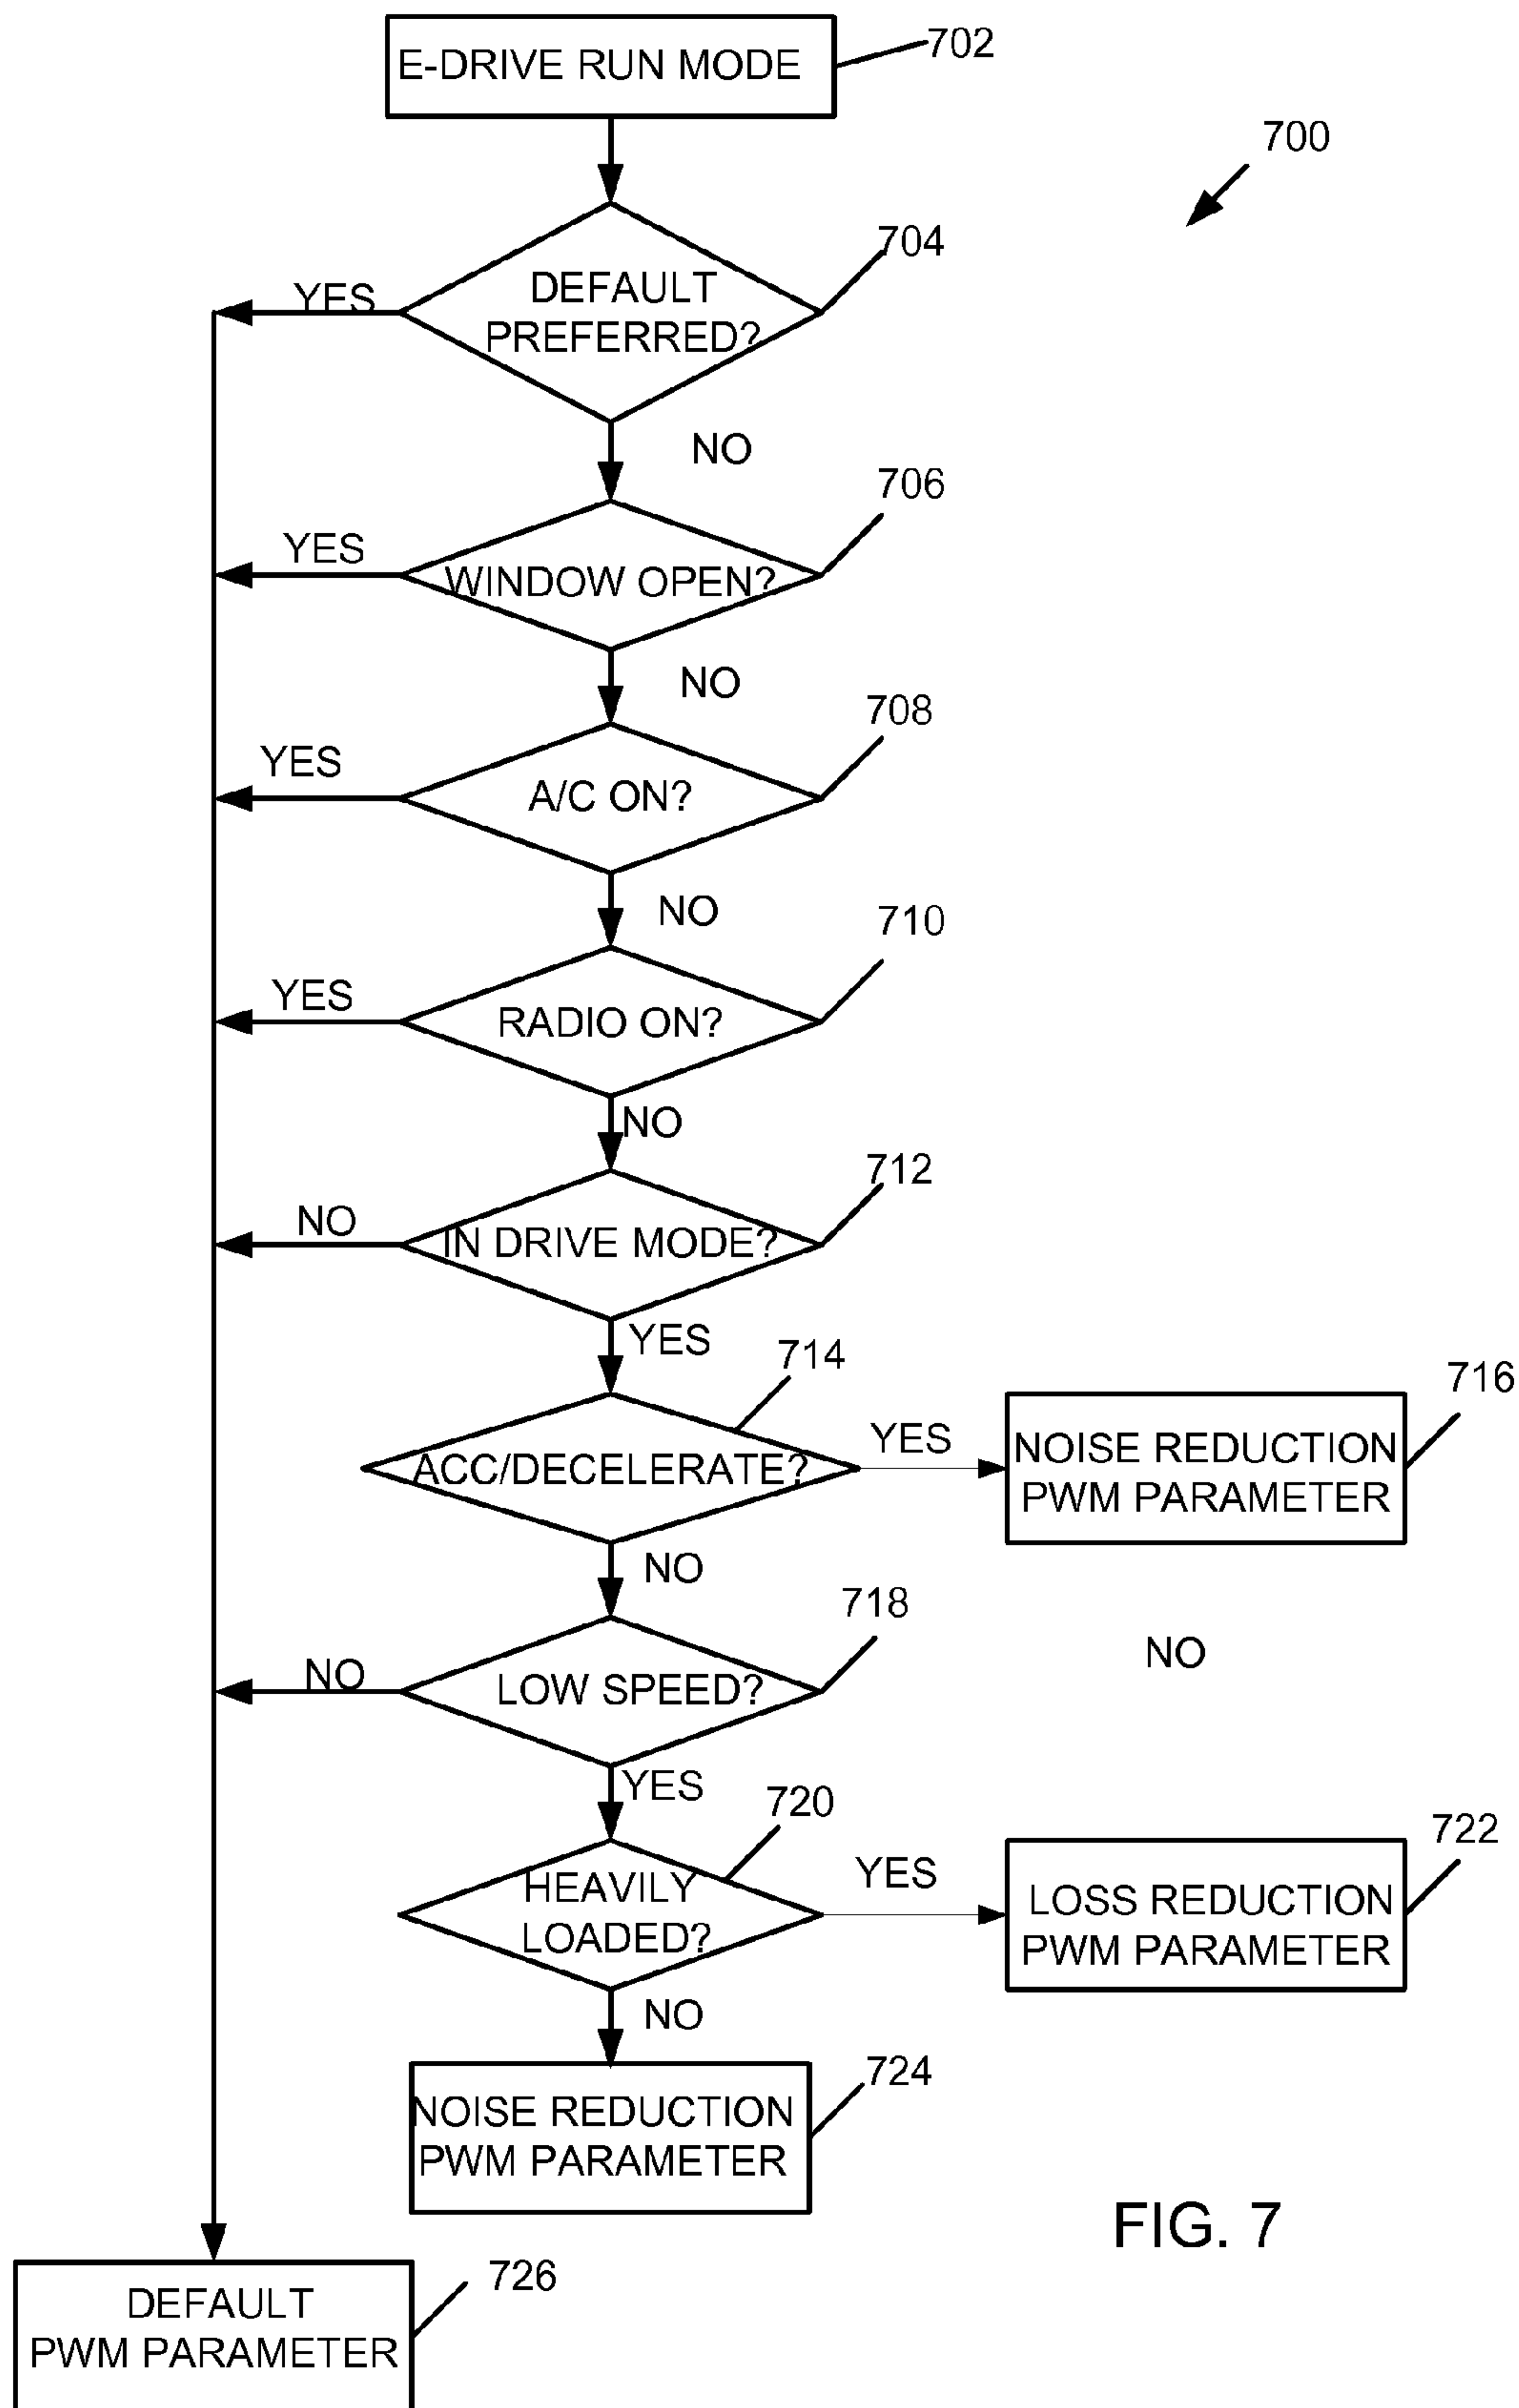 E-DRIVE RUN MODE
702
700
704
DEFAULT
PREFERRED?
YES
NO
706
YES
WINDOW OPEN?
NO
708
YES
A/C ON?
NO
710
YES
RADIO ON?
NO
712
NO
IN DRIVE MODE?
YES
714
716
ACC/DECELERATE?
YES
NOISE REDUCTION
PWM PARAMETER
NO
718
NO
NO
LOW SPEED?
YES
720
722
HEAVILY
LOADED?
YES
LOSS REDUCTION
PWM PARAMETER
NO
724
NOISE REDUCTION
PWM PARAMETER
FIG. 7
726
DEFAULT
PWM PARAMETER